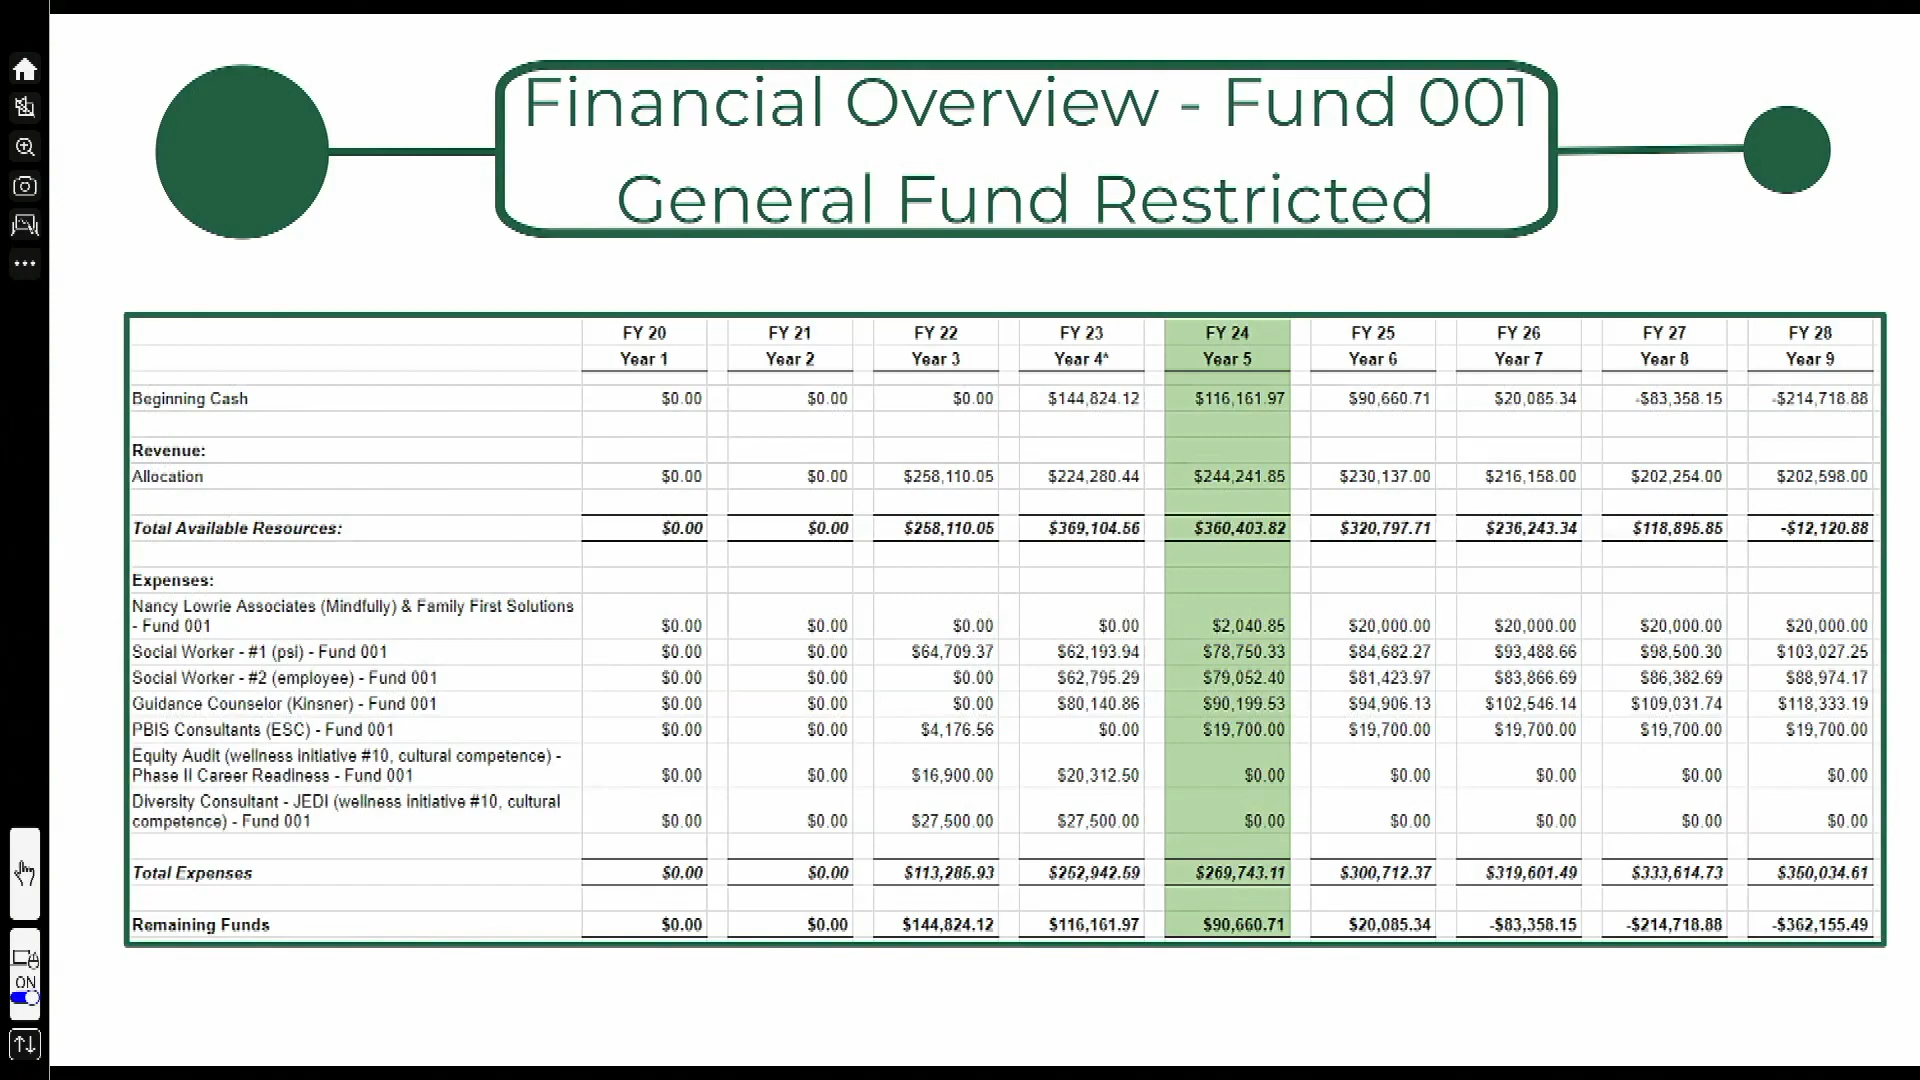 Financial Overview - Fund 001
General Fund Restricted
FY 20 FY 21 FY 22 FY 23 FY 24 FY 25 FY 26 FY 27 FY 28
Year 1 Year 2 Year 3 Year 4* Year 5 Year 6 Year 7 Year 8 Year 9
Beginning Cash $0.00 $0.00 $0.00 $144,824.12 $116,161.97 $90,660.71 $20,085.34 -$83,358.15 -$214,718.88
Revenue:
Allocation $0.00 $0.00 $258,110.05 $224,280.44 $244,241.85 $230,137.00 $216,158.00 $202,254.00 $202,598.00
Total Available Resources: $0.00 $0.00 $258,110.05 $369,104.56 $360,403.82 $320,797.71 $236,243.34 $118,895.85 -$12,120.88
Expenses:
Nancy Lowrie Associates (Mindfully) & Family First Solutions
- Fund 001 $0.00 $0.00 $0.00 $0.00 $2,040.85 $20,000.00 $20,000.00 $20,000.00 $20,000.00
Social Worker - #1 (psi) - Fund 001 $0.00 $0.00 $64,709.37 $62,193.94 $78,750.33 $84,682.27 $93,488.66 $98,500.30 $103,027.25
Social Worker - #2 (employee) - Fund 001 $0.00 $0.00 $0.00 $62,795.29 $79,052.40 $81,423.97 $83,866.69 $86,382.69 $88,974.17
Guidance Counselor (Kinsner) - Fund 001 $0.00 $0.00 $0.00 $80,140.86 $90,199.53 $94,906.13 $102,546.14 $109,031.74 $118,333.19
PBIS Consultants (ESC) - Fund 001 $0.00 $0.00 $4,176.56 $0.00 $19,700.00 $19,700.00 $19,700.00 $19,700.00 $19,700.00
Equity Audit (wellness initiative #10, cultural competence) -
Phase II Career Readiness - Fund 001 $0.00 $0.00 $16,900.00 $20,312.50 $0.00 $0.00 $0.00 $0.00 $0.00
Diversity Consultant - JEDI (wellness initiative #10, cultural
competence) - Fund 001 $0.00 $0.00 $27,500.00 $27,500.00 $0.00 $0.00 $0.00 $0.00 $0.00
Total Expenses $0.00 $0.00 $113,285.93 $252,942.59 $269,743.11 $300,712.37 $319,601.49 $333,614.73 $350,034.61
Remaining Funds $0.00 $0.00 $144,824.12 $116,161.97 $90,660.71 $20,085.34 -$83,358.15 -$214,718.88 -$362,155.49
ON